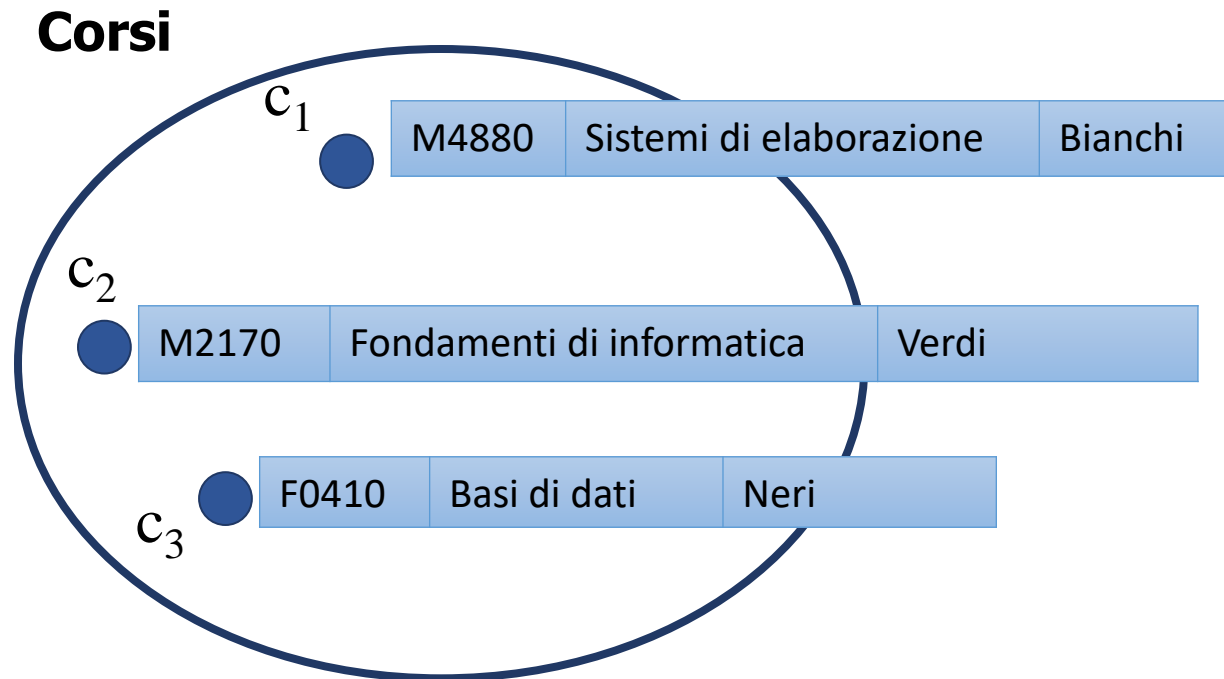 Corsi
c1
M4880 Sistemi di elaborazione Bianchi
c2
M2170 Fondamenti di informatica Verdi
F0410 Basi di dati Neri
c3